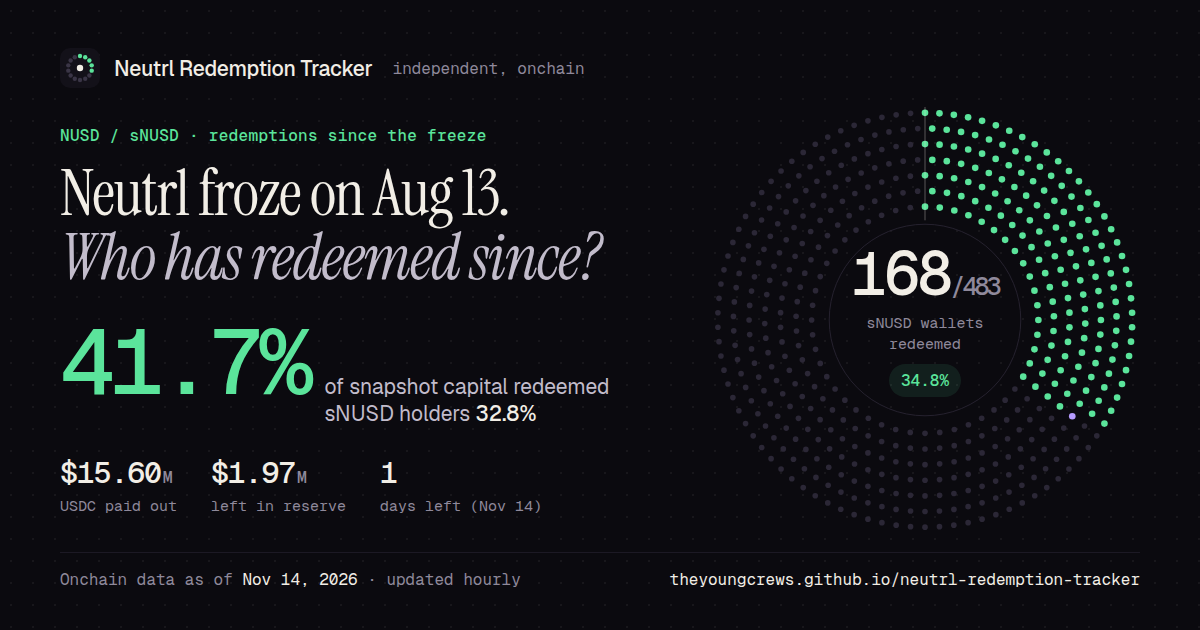 Neutrl Redemption Tracker independent, onchain
NUSD / sNUSD · redemptions since the freeze
Neutrl froze on Aug 13.
Who has redeemed since?
41.7% of snapshot capital redeemed
sNUSD holders 32.8%
$15.60M $1.97M 1
USDC paid out left in reserve days left (Nov 14)
168/483
sNUSD wallets
redeemed
34.8%
Onchain data as of Nov 14, 2026 · updated hourly
theyoungcrews.github.io/neutrl-redemption-tracker